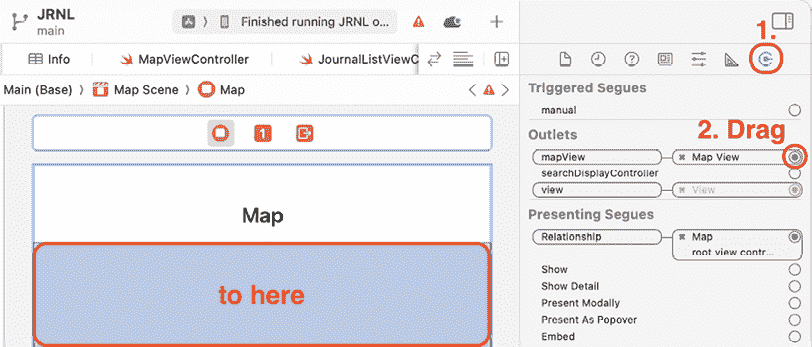 JRNL
main
Finished running JRNL o...
1.
Info
MapViewController
JournalListViewC
Main (Base) 〉 Map Scene 〉 Map
Triggered Segues
manual
Outlets
2. Drag
mapView
Map View
searchDisplayController
view
View
Presenting Segues
Relationship
Map
root view contr...
Show
Show Detail
Present Modally
Present As Popover
Embed
1
Map
to here